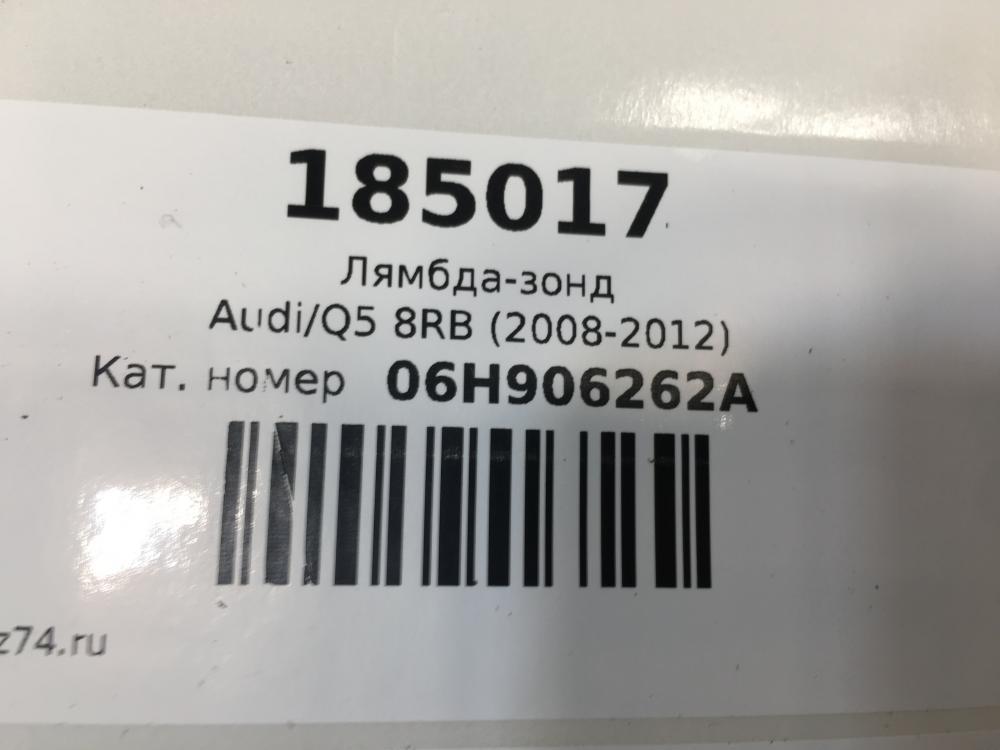 185017
Лямбда-зонд
Audi/Q5 8RB (2008-2012)
Кат. номер 06H906262A
z74.ru